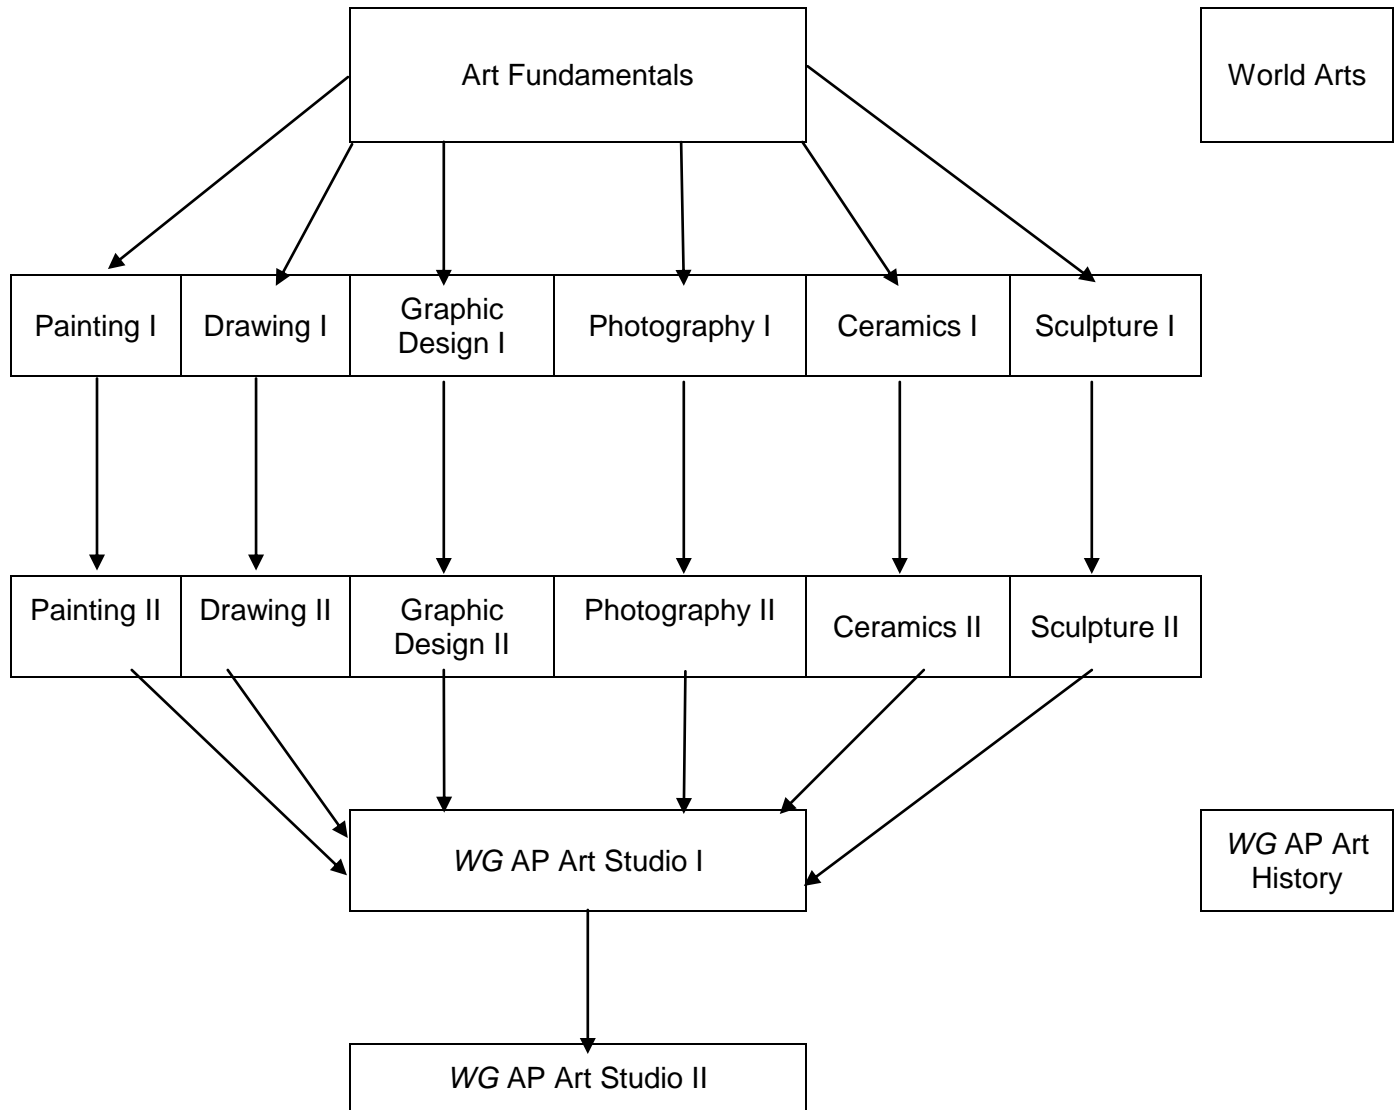 Art Fundamentals
World Arts
Painting I
Drawing I
Graphic
Design I
Photography I
Ceramics I
Sculpture I
Painting II
Drawing II
Graphic
Design II
Photography II
Ceramics II
Sculpture II
WG AP Art Studio I
WG AP Art
History
WG AP Art Studio II